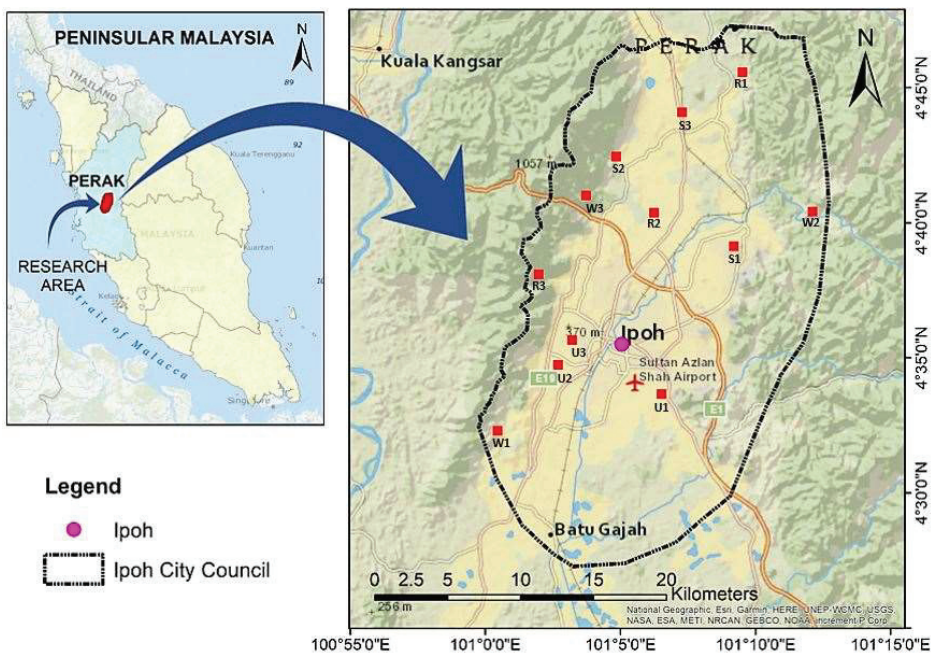 PENINSULAR MALAYSIA
N
THAILAND
Kuala Terengganu
PERAK
MALAYSIA
Kuantan
RESEARCH
AREA
Strait of Malacca
Singapore
Legend
Ipoh
Ipoh City Council
PERAK
N
Kuala Kangsar
R1
S3
1057 m
S2
W3
R2
W2
S1
R3
370 m
Ipoh
U3
Sultan Azlan
Shah Airport
U2
U1
E1
W1
Batu Gajah
0 2.5 5 10 15 20
Kilometers
256 m
National Geographic, Esri, Garmin, HERE, UNEP-WCMC, USGS,
NASA, ESA, METI, NRCAN, GEBCO, NOAA, increment P Corp
4°45'0"N
4°40'0"N
4°35'0"N
4°30'0"N
100°55'0"E 101°0'0"E 101°5'0"E 101°10'0"E 101°15'0"E